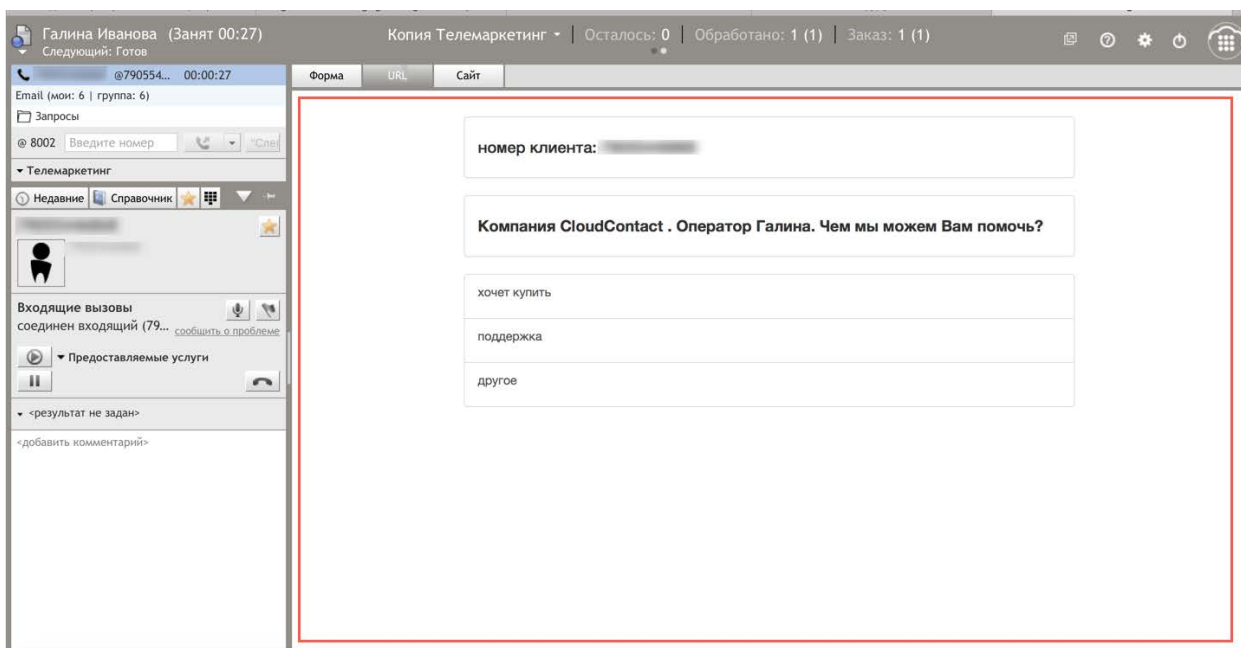 Галина Иванова (Занят 00:27)
Следующий: Готов
Копия Телемаркетинг
Осталось: 0
Обработано: 1 (1)
Заказ: 1 (1)
@790554... 00:00:27
Email (мои: 6 | группа: 6)
Запросы
@ 8002 Введите номер
Телемаркетинг
Недавние Справочник
Входящие вызовы
соединен входящий (79... сообщить о проблеме
Предоставляемые услуги
<результат не задан>
<добавить комментарий>
Форма URL Сайт
номер клиента:
Компания CloudContact . Оператор Галина. Чем мы можем Вам помочь?
хочет купить
поддержка
другое